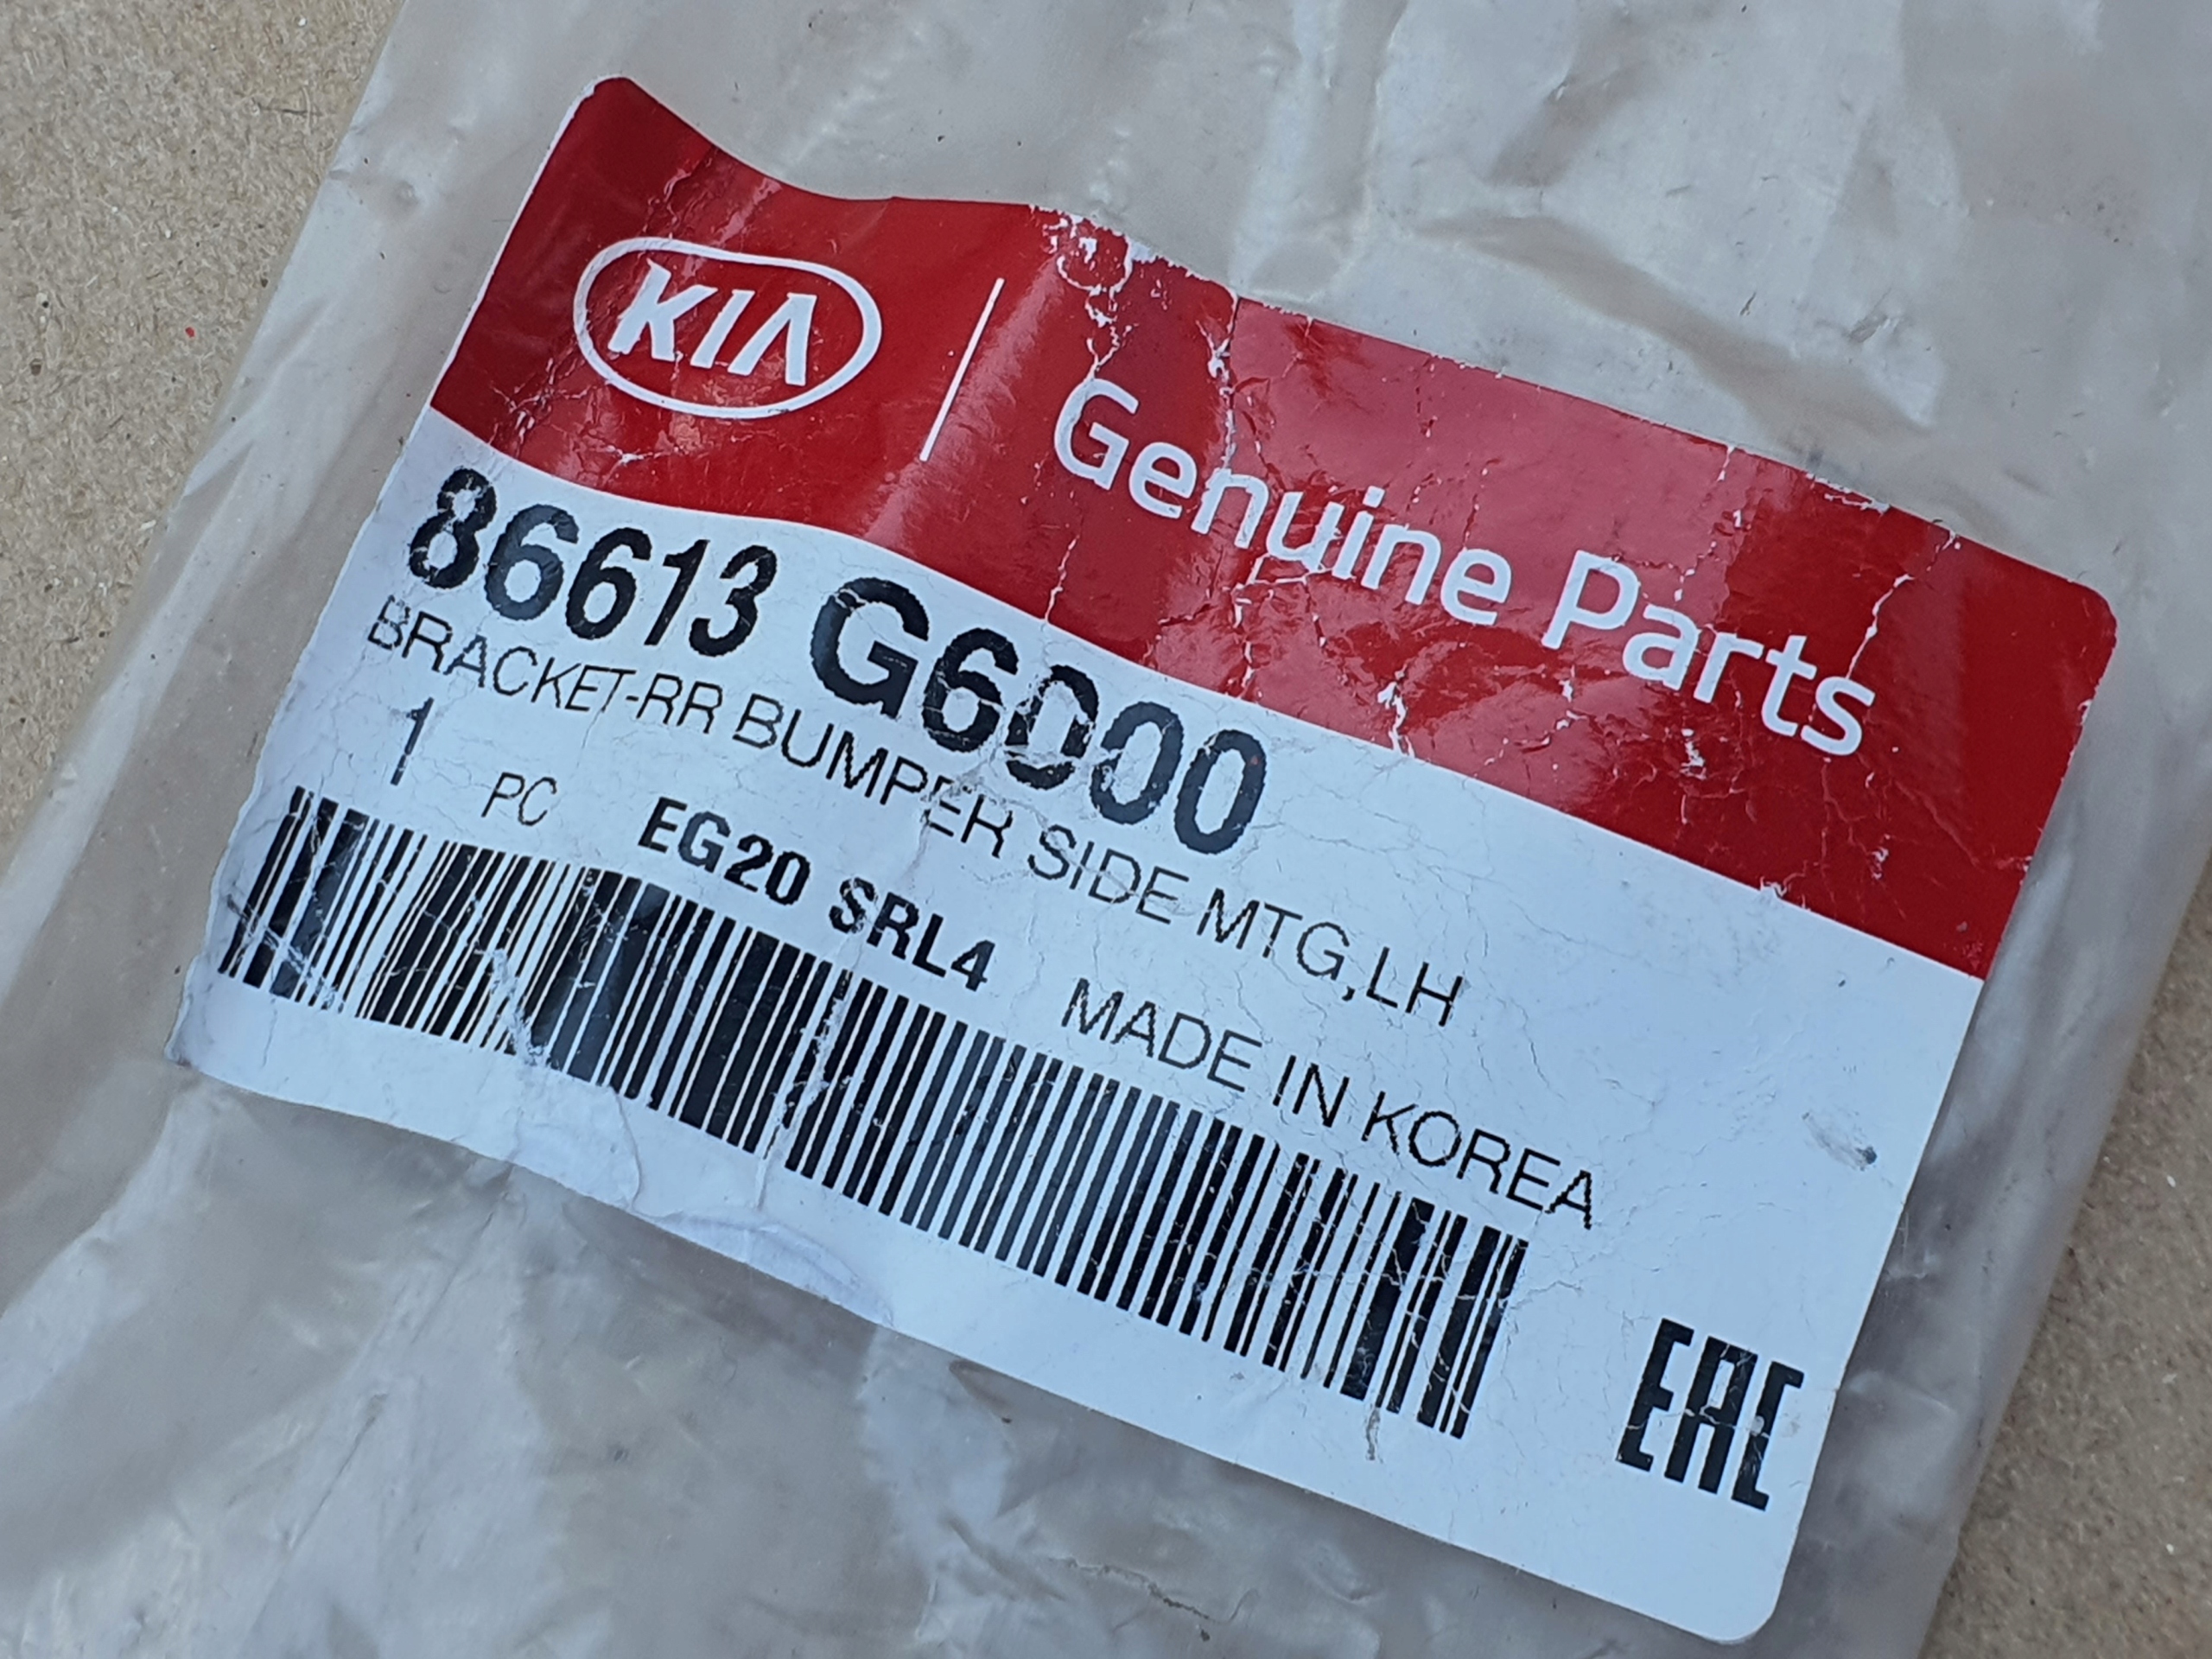 KIA Genuine Parts
86613 G6000
BRACKET-RR BUMPER SIDE MTG,LH
1 PC EG20 SRL4 MADE IN KOREA
EAC